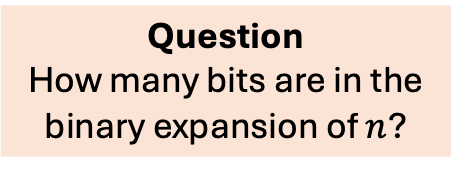 Question
How many bits are in the
binary expansion of n?